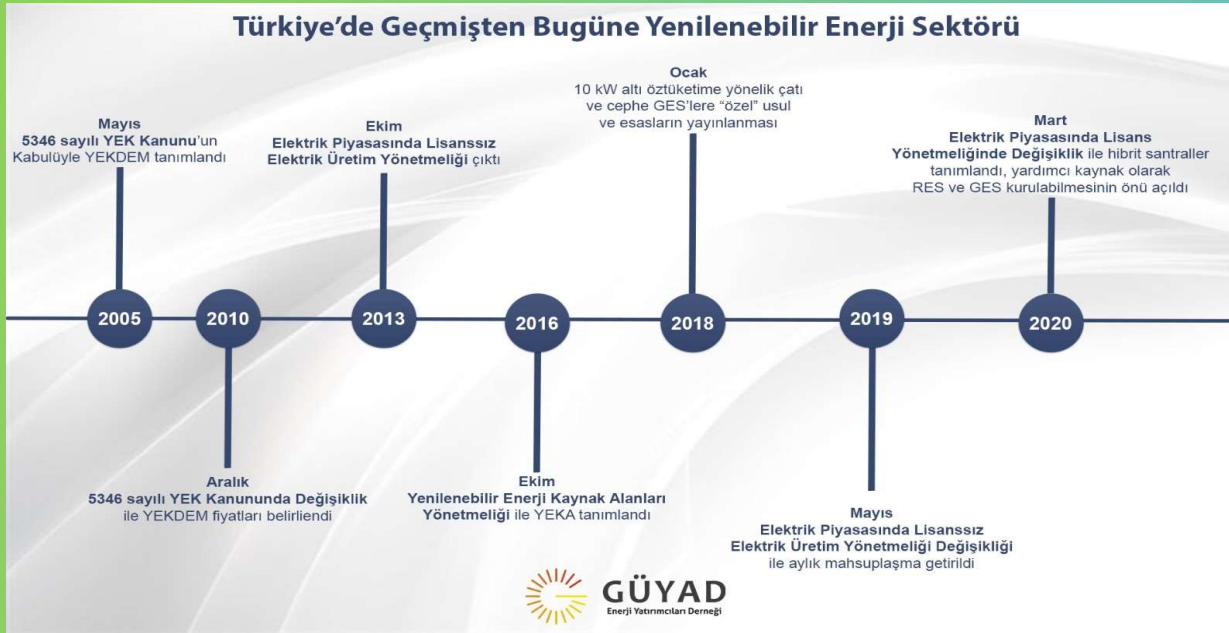 Türkiye’de Geçmişten Bugüne Yenilenebilir Enerji Sektörü
Mayıs
5346 sayılı YEK Kanunu’un
Kabulüyle YEKDEM tanımlandı
Ekim
Elektrik Piyasasında Lisanssız
Elektrik Üretim Yönetmeliği çıktı
Ocak
10 kW altı öztüketime yönelik çatı
ve cephe GES’lere “özel” usul
ve esasların yayınlanması
Mart
Elektrik Piyasasında Lisans
Yönetmeliğinde Değişiklik ile hibrit santraller
tanımlandı, yardımcı kaynak olarak
RES ve GES kurulabilmesinin önü açıldı
2005
2010
2013
2016
2018
2019
2020
Aralık
5346 sayılı YEK Kanununda Değişiklik
ile YEKDEM fiyatları belirlendi
Ekim
Yenilenebilir Enerji Kaynak Alanları
Yönetmeliği ile YEKA tanımlandı
Mayıs
Elektrik Piyasasında Lisanssız
Elektrik Üretim Yönetmeliği Değişikliği
ile aylık mahsuplaşma getirildi
GÜYAD
Enerji Yatırımcıları Derneği